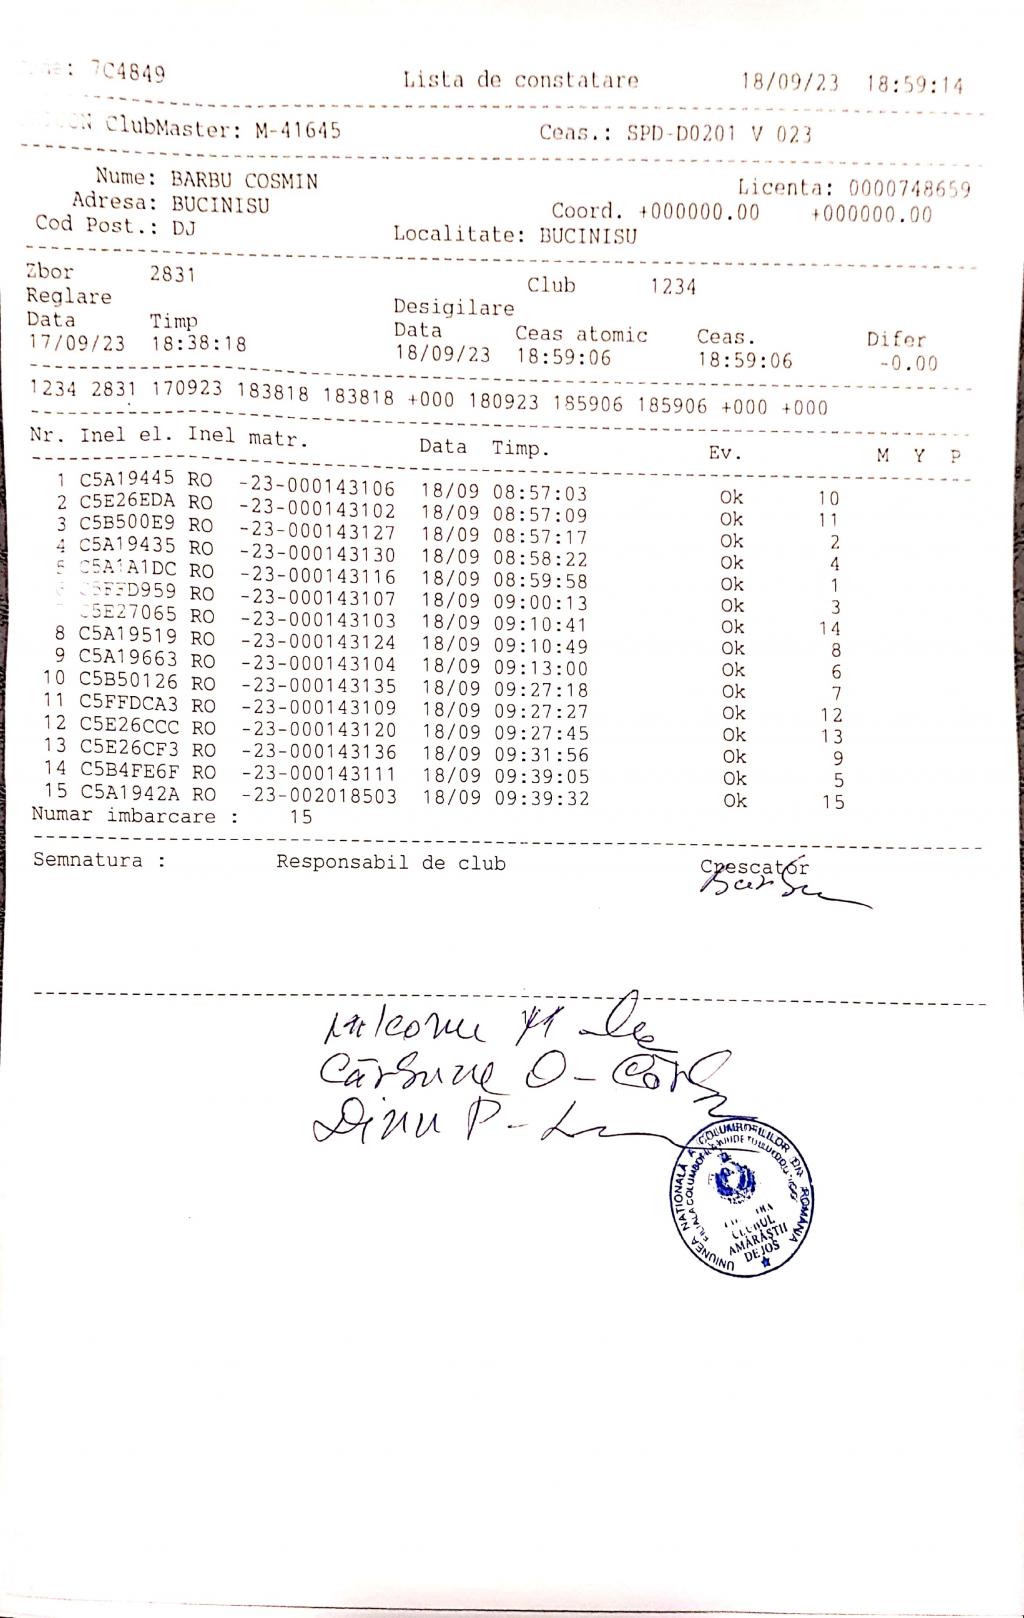 : 7C4849 Lista de constatare 18/09/23 18:59:14
ClubMaster: M-41645 Ceas.: SPD-D0201 V 023
Nume: BARBU COSMIN Licenta: 0000748659
Adresa: BUCINISU Coord. +000000.00 +000000.00
Cod Post.: DJ Localitate: BUCINISU
Zbor 2831 Club 1234
Reglare Desigilare
Data Timp Data Ceas atomic Ceas. Difer
17/09/23 18:38:18 18/09/23 18:59:06 18:59:06 -0.00
1234 2831 170923 183818 183818 +000 180923 185906 185906 +000 +000
Nr. Inel el. Inel matr. Data Timp. Ev. M Y P
1 C5A19445 RO -23-000143106 18/09 08:57:03 Ok 10
2 C5E26EDA RO -23-000143102 18/09 08:57:09 Ok 11
3 C5B500E9 RO -23-000143127 18/09 08:57:17 Ok 2
4 C5A19435 RO -23-000143130 18/09 08:58:22 Ok 4
5 C5A1A1DC RO -23-000143116 18/09 08:59:58 Ok 1
C5FFD959 RO -23-000143107 18/09 09:00:13 Ok 3
C5E27065 RO -23-000143103 18/09 09:10:41 Ok 14
8 C5A19519 RO -23-000143124 18/09 09:10:49 Ok 8
9 C5A19663 RO -23-000143104 18/09 09:13:00 Ok 6
10 C5B50126 RO -23-000143135 18/09 09:27:18 Ok 7
11 C5FFDCA3 RO -23-000143109 18/09 09:27:27 Ok 12
12 C5E26CCC RO -23-000143120 18/09 09:27:45 Ok 13
13 C5E26CF3 RO -23-000143136 18/09 09:31:56 Ok 9
14 C5B4FE6F RO -23-000143111 18/09 09:39:05 Ok 5
15 C5A1942A RO -23-002018503 18/09 09:39:32 Ok 15
Numar imbarcare : 15
Semnatura : Responsabil de club Crescator
Barbu
Cărbune O -
Dinu P -
UNIUNEA NAȚIONALĂ A COLUMBOFILILOR DIN ROMÂNIA
CLUBUL
AMĂRĂȘTII
DE JOS